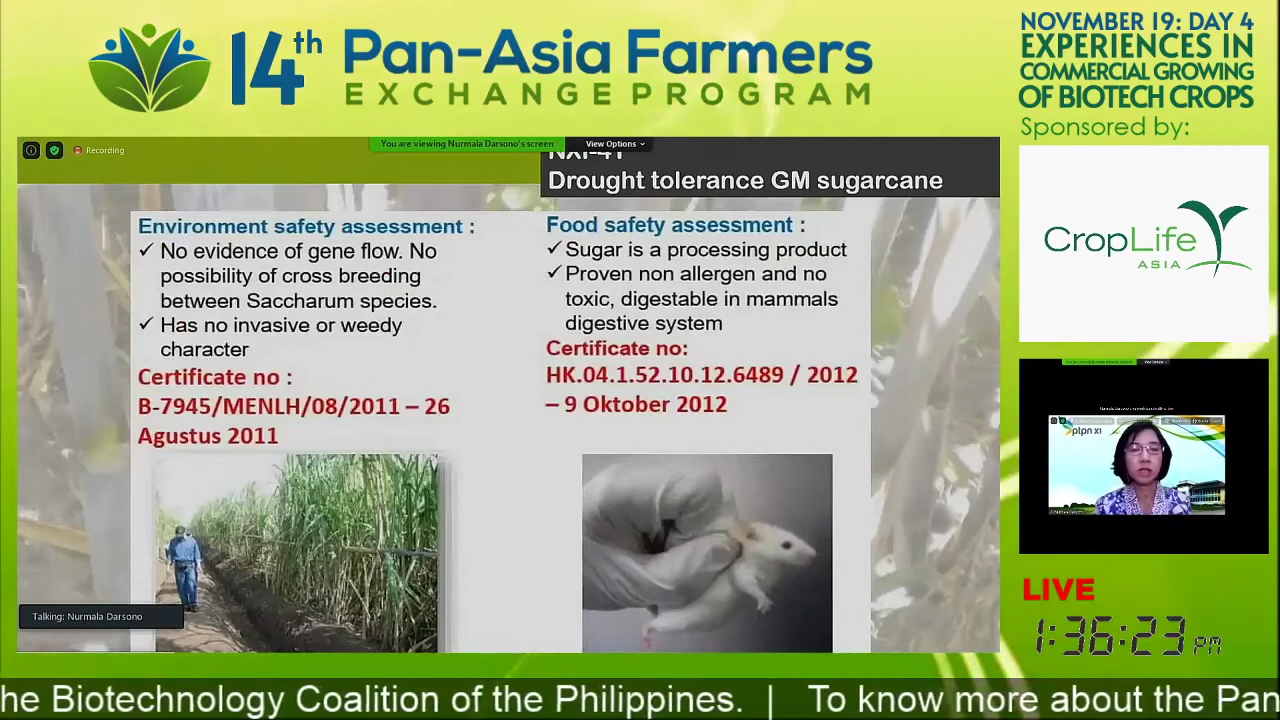 14th Pan-Asia Farmers
EXCHANGE PROGRAM
NOVEMBER 19: DAY 4
EXPERIENCES IN
COMMERCIAL GROWING
OF BIOTECH CROPS
Sponsored by:
CropLife
ASIA
Recording
You are viewing Nurmala Darsono's screen
View Options
NXI-4T
Drought tolerance GM sugarcane
Environment safety assessment :
✓ No evidence of gene flow. No
possibility of cross breeding
between Saccharum species.
✓ Has no invasive or weedy
character
Certificate no :
B-7945/MENLH/08/2011 – 26
Agustus 2011
Food safety assessment :
✓ Sugar is a processing product
✓ Proven non allergen and no
toxic, digestable in mammals
digestive system
Certificate no:
HK.04.1.52.10.12.6489 / 2012
– 9 Oktober 2012
Talking: Nurmala Darsono
ptpn XI
LIVE
1:36:23 PM
he Biotechnology Coalition of the Philippines. | To know more about the Pan